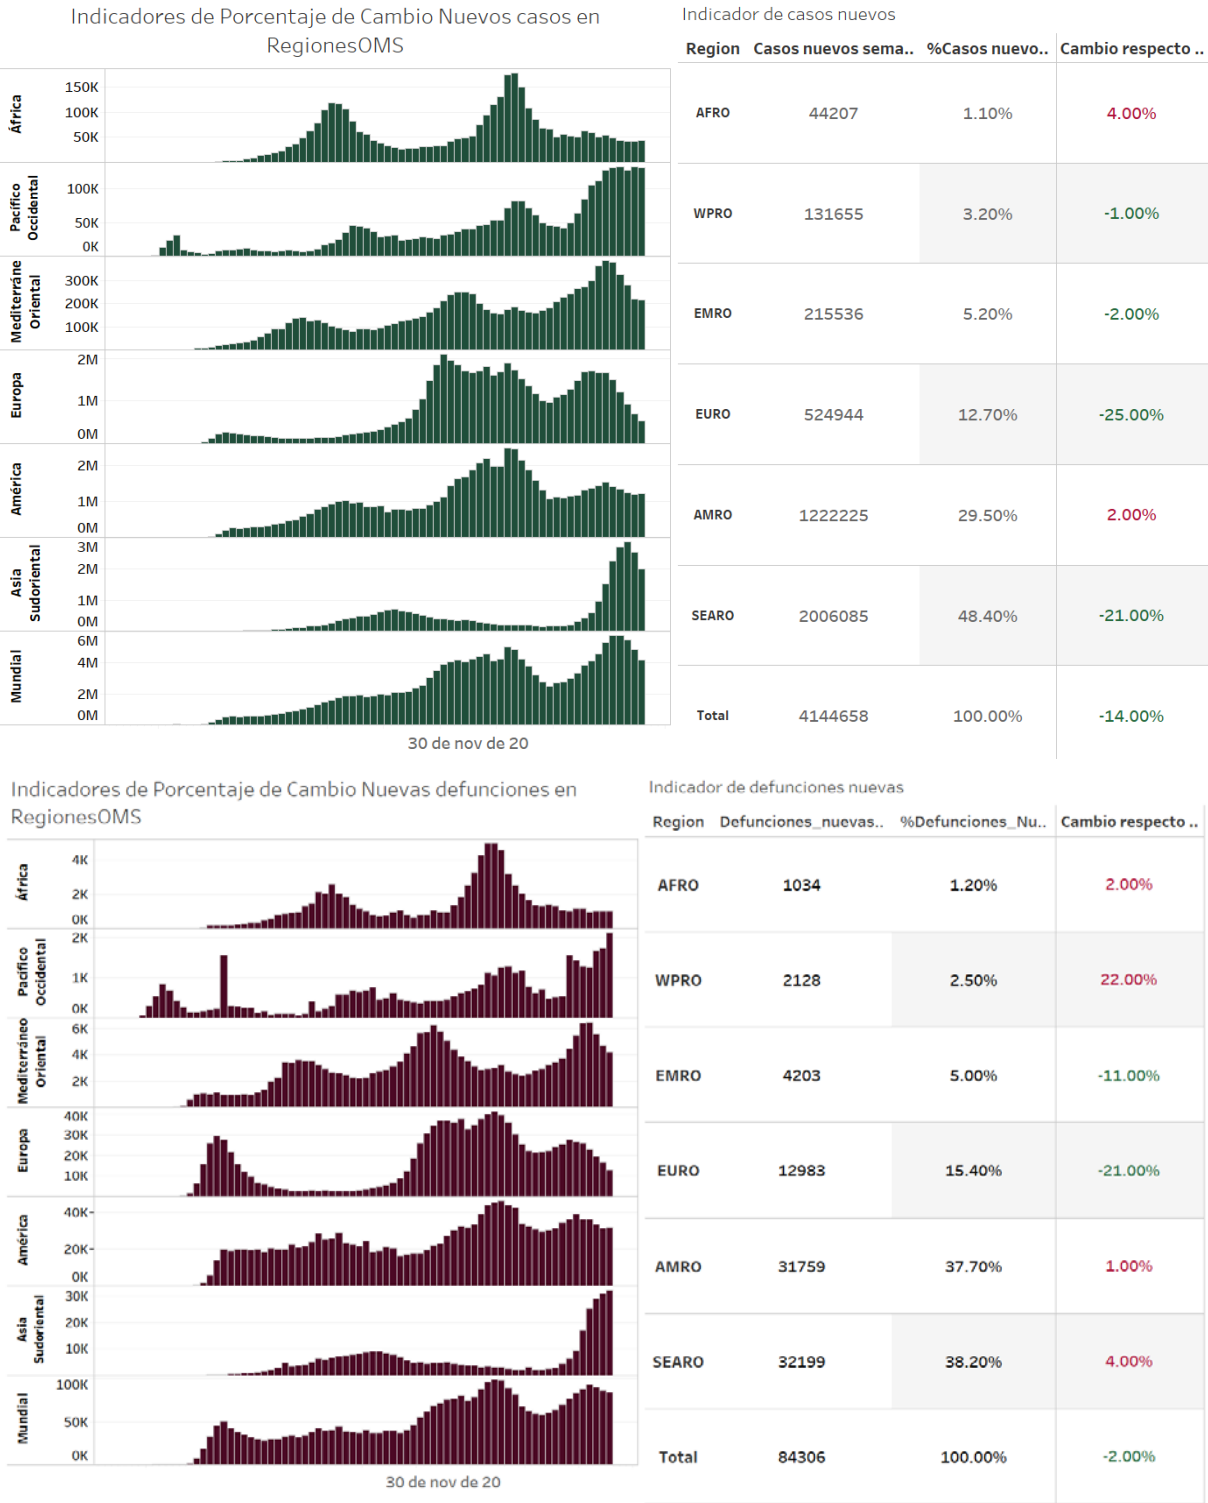 Indicadores de Porcentaje de Cambio Nuevos casos en
RegionesOMS
África
150K
100K
50K
Pacífico
Occidental
100K
50K
0K
Mediterráne
Oriental
300K
200K
100K
Europa
2M
1M
0M
América
2M
1M
0M
Asia
Sudoriental
3M
2M
1M
0M
Mundial
6M
4M
2M
0M
30 de nov de 20
Indicador de casos nuevos
Region Casos nuevos sema.. %Casos nuevo.. Cambio respecto ..
AFRO 44207 1.10% 4.00%
WPRO 131655 3.20% -1.00%
EMRO 215536 5.20% -2.00%
EURO 524944 12.70% -25.00%
AMRO 1222225 29.50% 2.00%
SEARO 2006085 48.40% -21.00%
Total 4144658 100.00% -14.00%
Indicadores de Porcentaje de Cambio Nuevas defunciones en
RegionesOMS
África
4K
2K
0K
Pacífico
Occidental
2K
1K
0K
Mediterráneo
Oriental
6K
4K
2K
Europa
40K
30K
20K
10K
América
40K
20K
0K
Asia
Sudoriental
30K
20K
10K
Mundial
100K
50K
0K
30 de nov de 20
Indicador de defunciones nuevas
Region Defunciones_nuevas.. %Defunciones_Nu.. Cambio respecto ..
AFRO 1034 1.20% 2.00%
WPRO 2128 2.50% 22.00%
EMRO 4203 5.00% -11.00%
EURO 12983 15.40% -21.00%
AMRO 31759 37.70% 1.00%
SEARO 32199 38.20% 4.00%
Total 84306 100.00% -2.00%